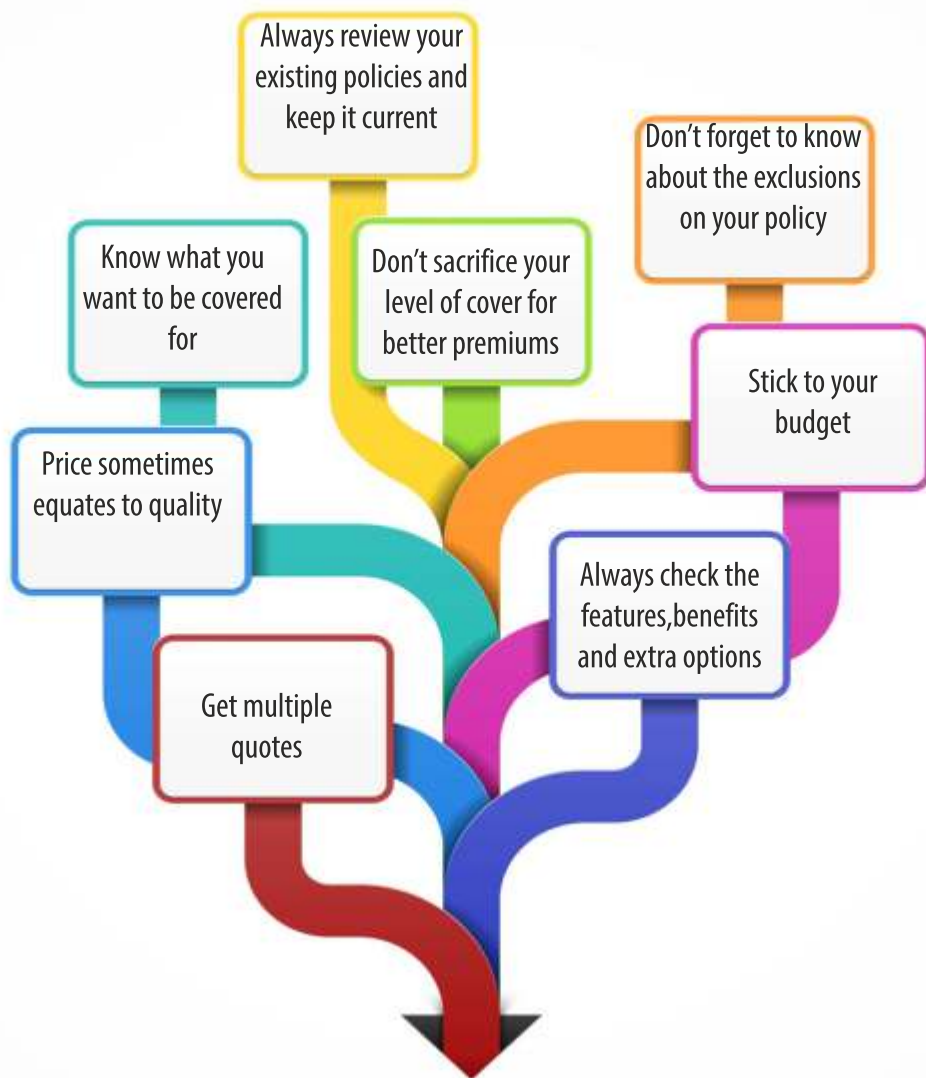 Always review your
existing policies and
keep it current
Don't forget to know
about the exclusions
on your policy
Know what you
want to be covered
for
Don't sacrifice your
level of cover for
better premiums
Stick to your
budget
Price sometimes
equates to quality
Always check the
features,benefits
and extra options
Get multiple
quotes